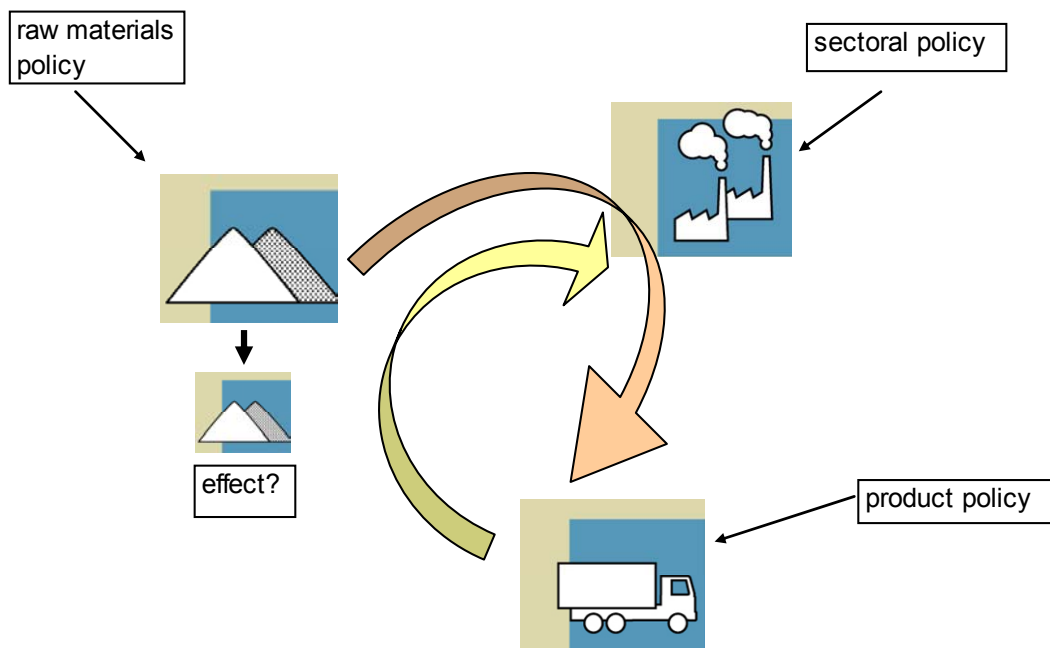 raw materials
policy
sectoral policy
effect?
product policy